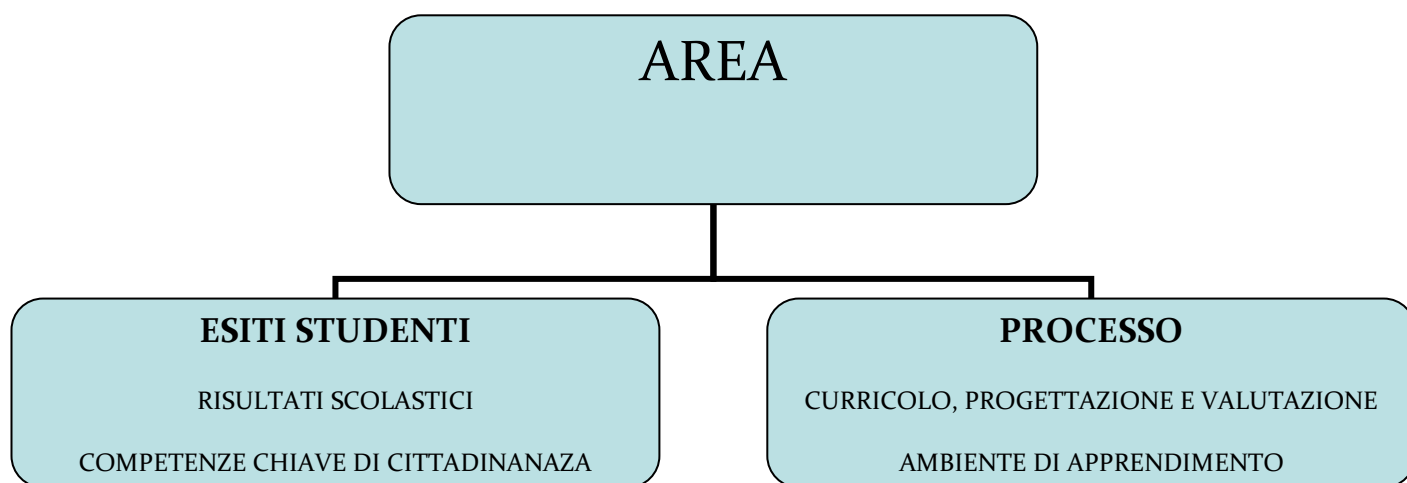 AREA
ESITI STUDENTI
RISULTATI SCOLASTICI
COMPETENZE CHIAVE DI CITTADINANAZA
PROCESSO
CURRICOLO, PROGETTAZIONE E VALUTAZIONE
AMBIENTE DI APPRENDIMENTO